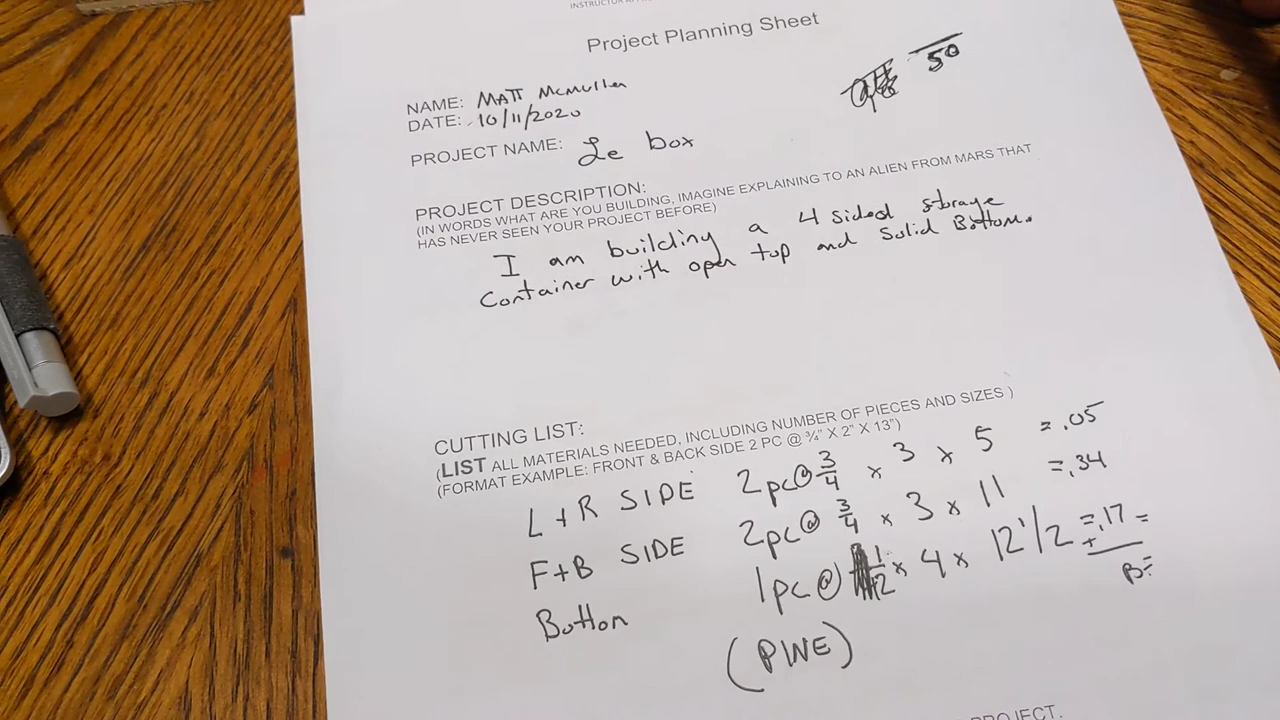 INSTRUCTOR
Project Planning Sheet
50
NAME: MATT McMullen
DATE: 10/11/2020
PROJECT NAME: Le box
PROJECT DESCRIPTION:
(IN WORDS WHAT ARE YOU BUILDING, IMAGINE EXPLAINING TO AN ALIEN FROM MARS THAT
HAS NEVER SEEN YOUR PROJECT BEFORE)
I am building a 4 sided storage
Container with open top and Solid Bottom.
CUTTING LIST:
(LIST ALL MATERIALS NEEDED, INCLUDING NUMBER OF PIECES AND SIZES )
(FORMAT EXAMPLE: FRONT & BACK SIDE 2 PC @ ¾" X 2" X 13")
L+R SIDE 2pc@ 3/4 x 3 x 5 = .05
F+B SIDE 2pc@ 3/4 x 3 x 11 = .34
Button 1pc@ 1/2 x 4 x 12 1/2 = .17 =
+
(PWE)
PROJECT.